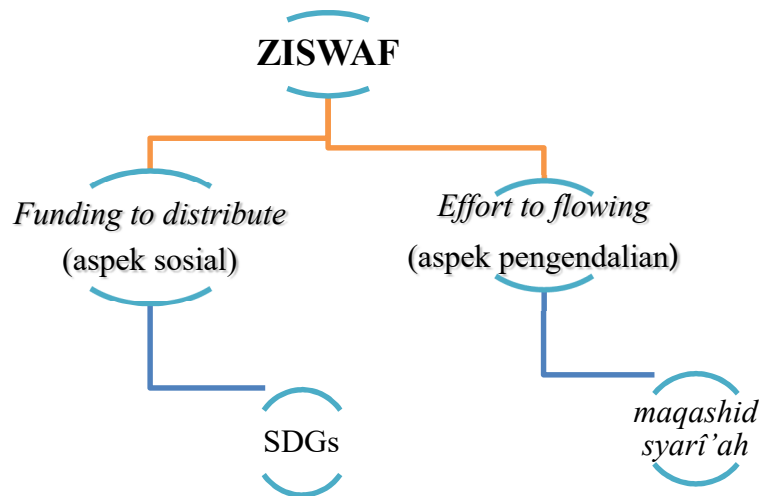 ZISWAF
Funding to distribute
(aspek sosial)
Effort to flowing
(aspek pengendalian)
SDGs
maqashid
syarî’ah